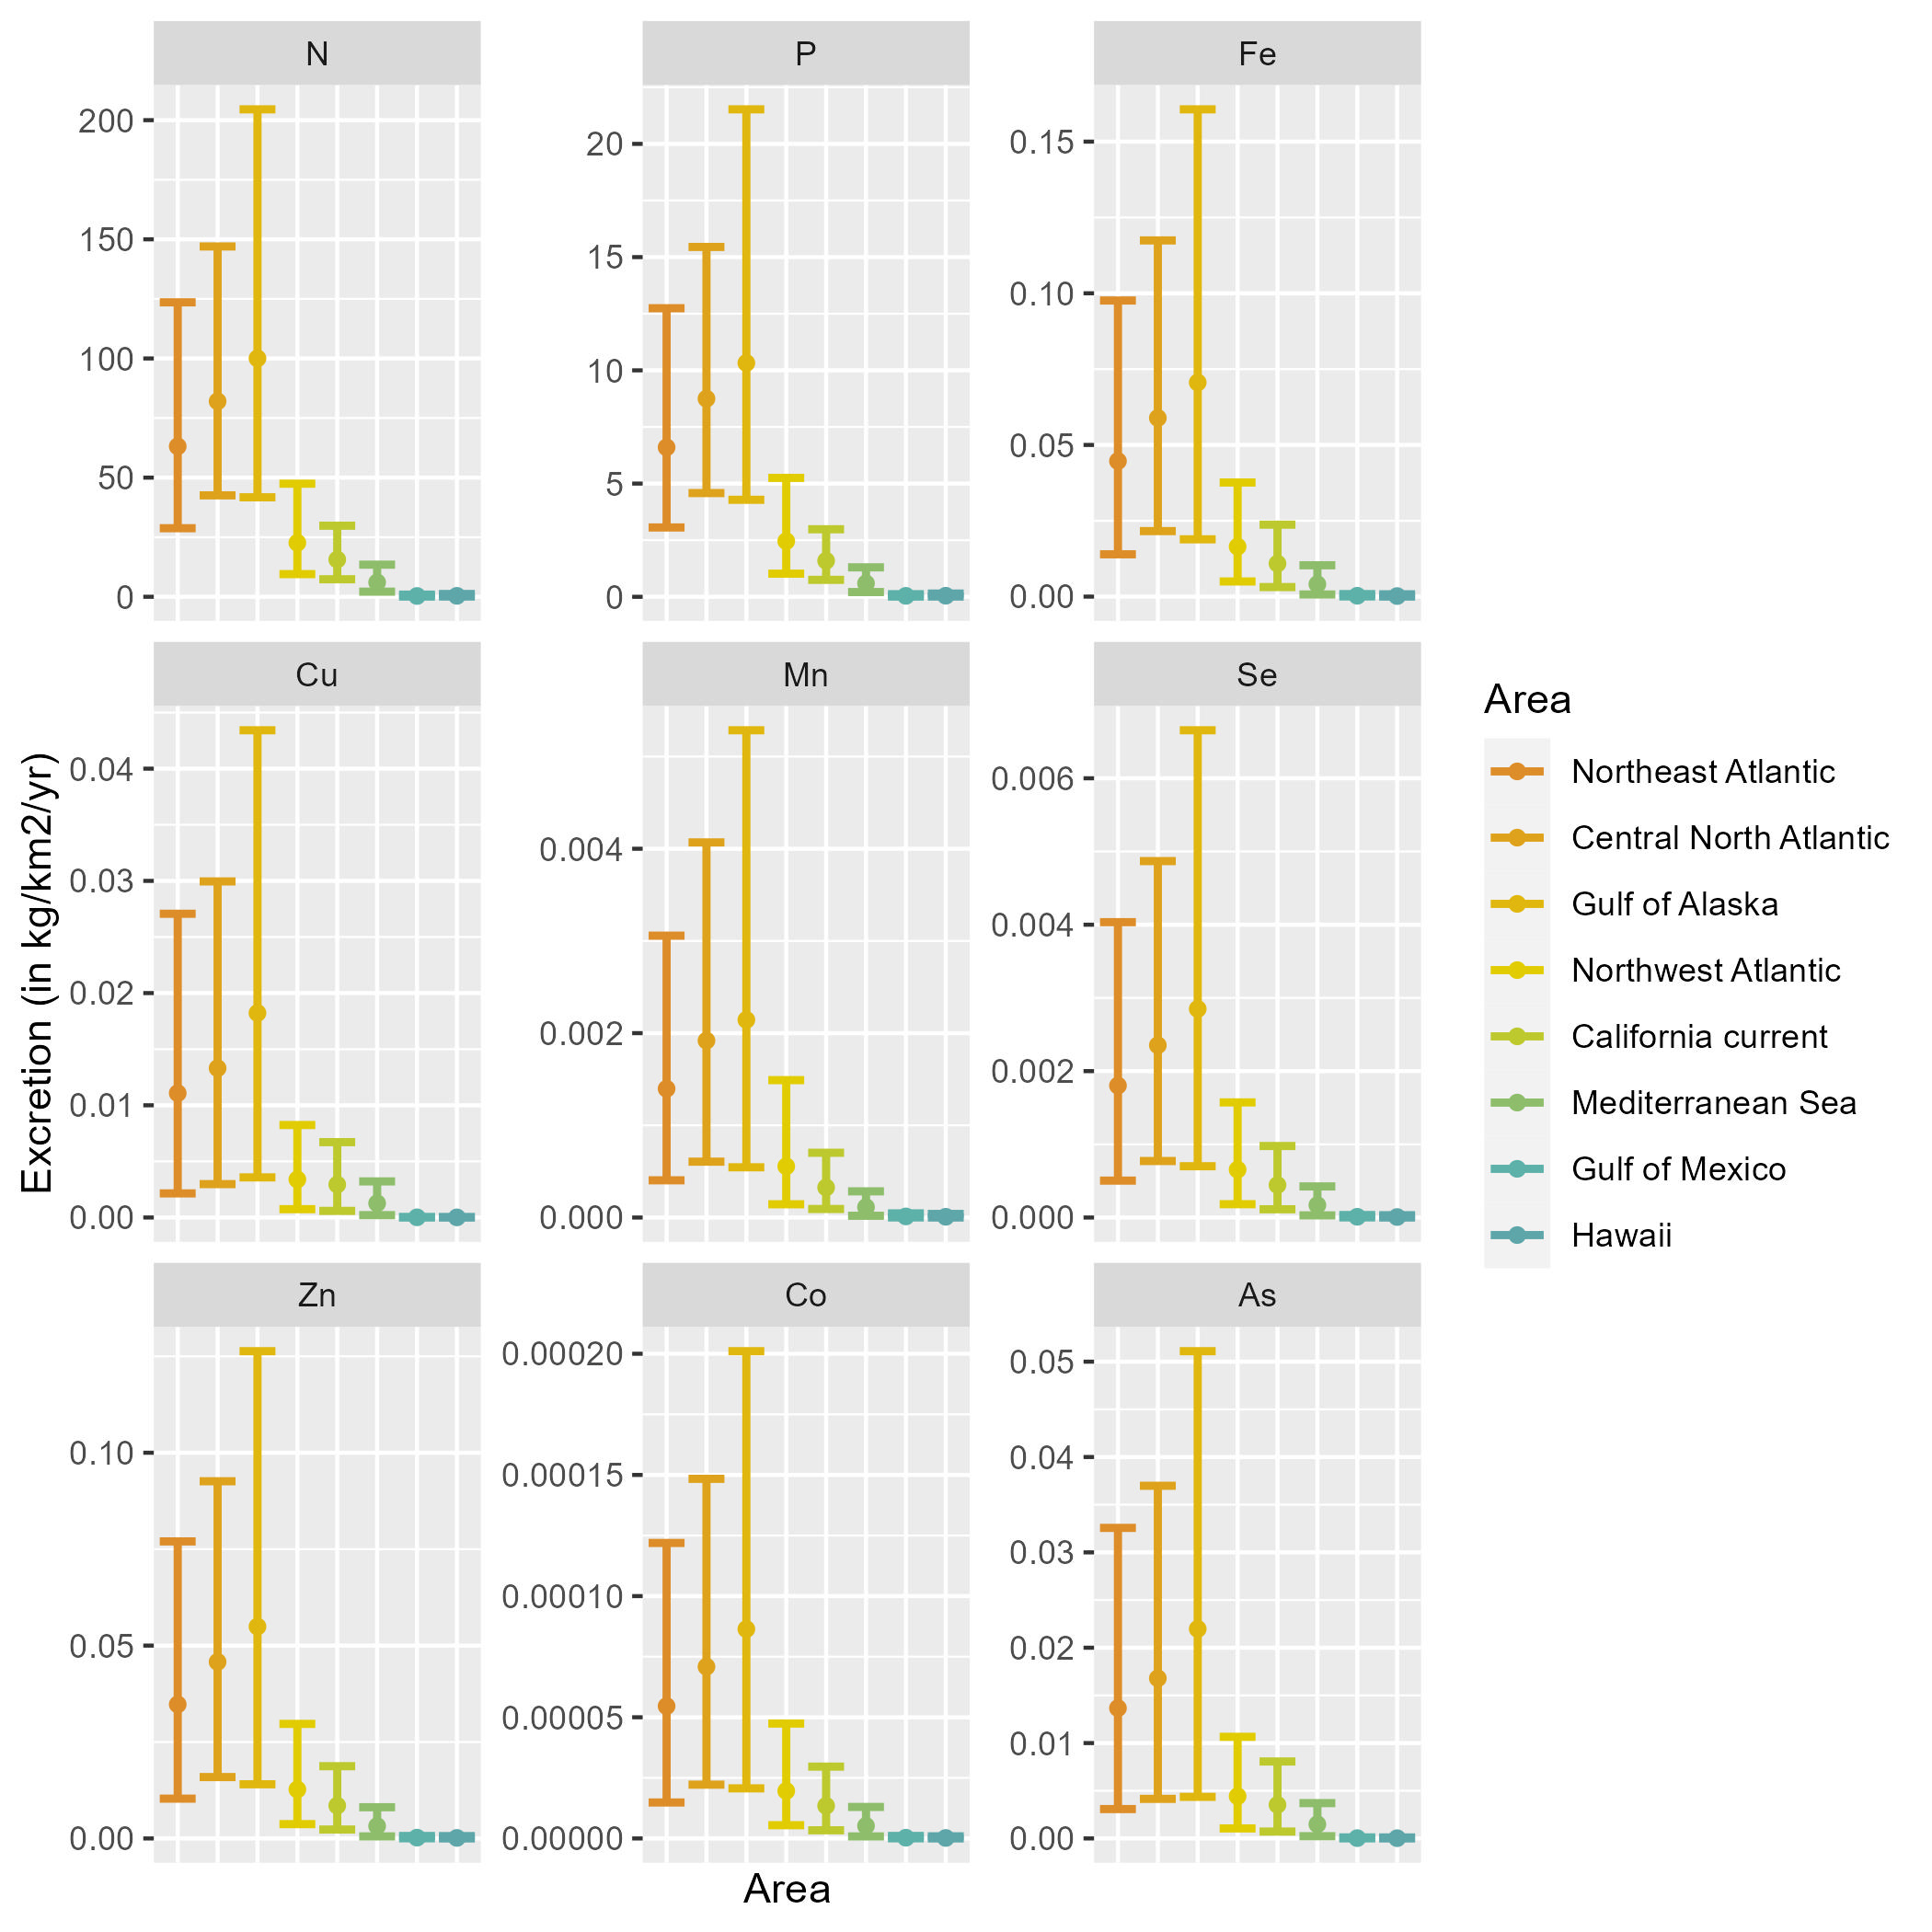 N
P
Fe
200
150
100
50
0
20
15
10
5
0
0.15
0.10
0.05
0.00
Cu
Mn
Se
0.04
0.03
0.02
0.01
0.00
0.004
0.002
0.000
0.006
0.004
0.002
0.000
Zn
Co
As
0.10
0.05
0.00
0.00020
0.00015
0.00010
0.00005
0.00000
0.05
0.04
0.03
0.02
0.01
0.00
Excretion (in kg/km2/yr)
Area
Area
Northeast Atlantic
Central North Atlantic
Gulf of Alaska
Northwest Atlantic
California current
Mediterranean Sea
Gulf of Mexico
Hawaii